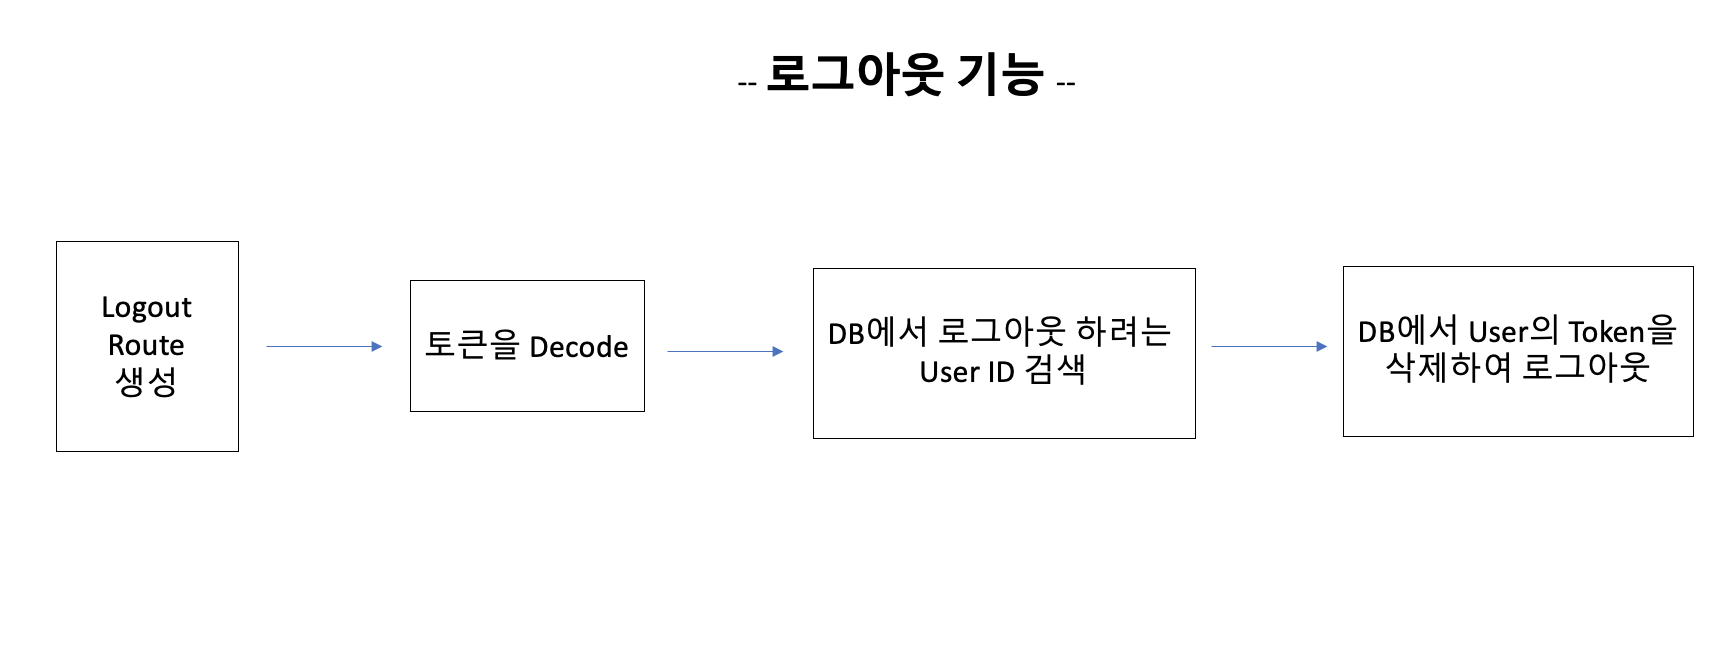 -- 로그아웃 기능 --
Logout
Route
생성
토큰을 Decode
DB에서 로그아웃 하려는
User ID 검색
DB에서 User의 Token을
삭제하여 로그아웃